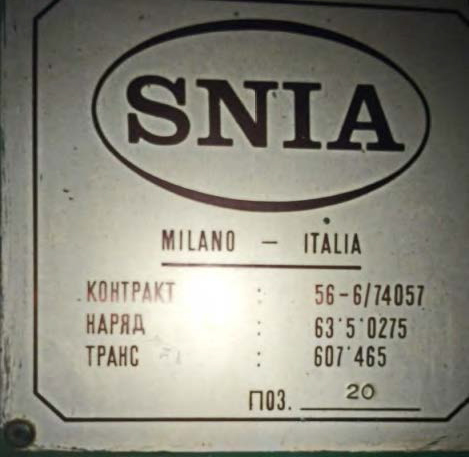 SNIA
MILANO – ITALIA
КОНТРАКТ : 56-6/74057
НАРЯД : 63·5·0275
ТРАНС : 607·465
ПОЗ. 20